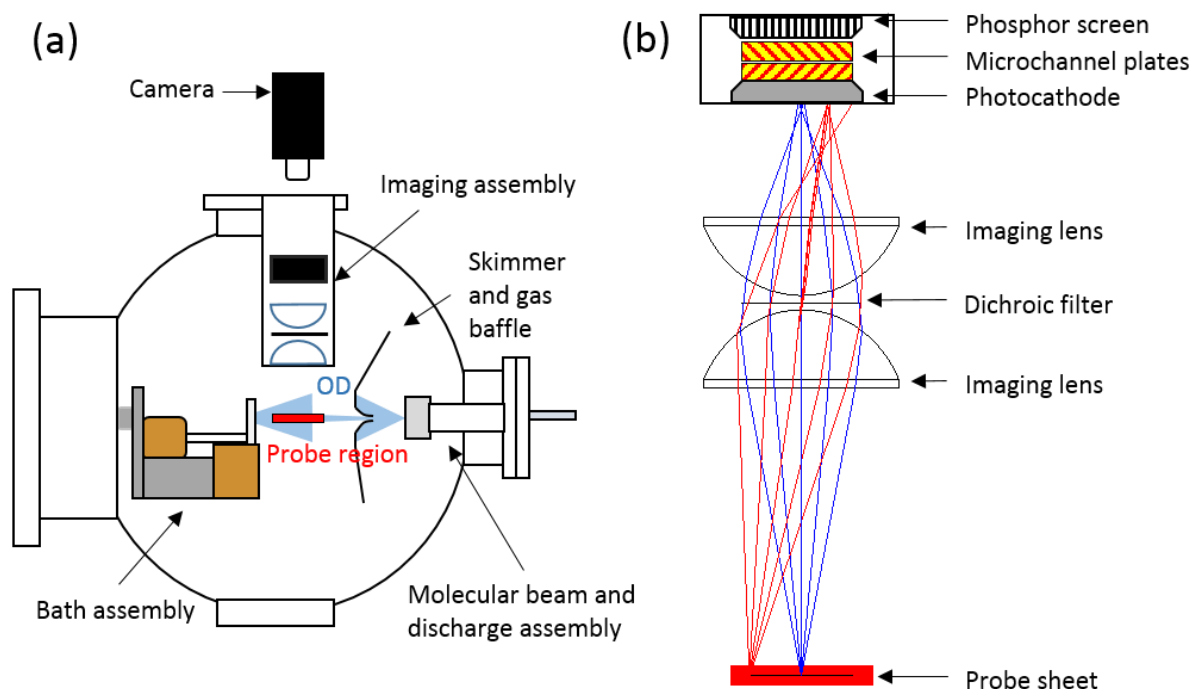 (a)
Camera
Imaging assembly
Skimmer
and gas
baffle
OD
Probe region
Bath assembly
Molecular beam and
discharge assembly
(b)
Phosphor screen
Microchannel plates
Photocathode
Imaging lens
Dichroic filter
Imaging lens
Probe sheet